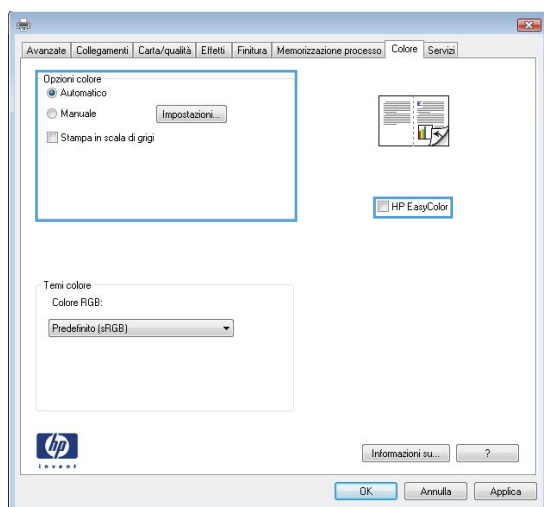 Avanzate Collegamenti Carta/qualità Effetti Finitura Memorizzazione processo Colore Servizi
Opzioni colore
Automatico
Manuale Impostazioni...
Stampa in scala di grigi
E
HP EasyColor
Temi colore
Colore RGB:
Predefinito (sRGB)
hp
invent
Informazioni su... ?
OK Annulla Applica